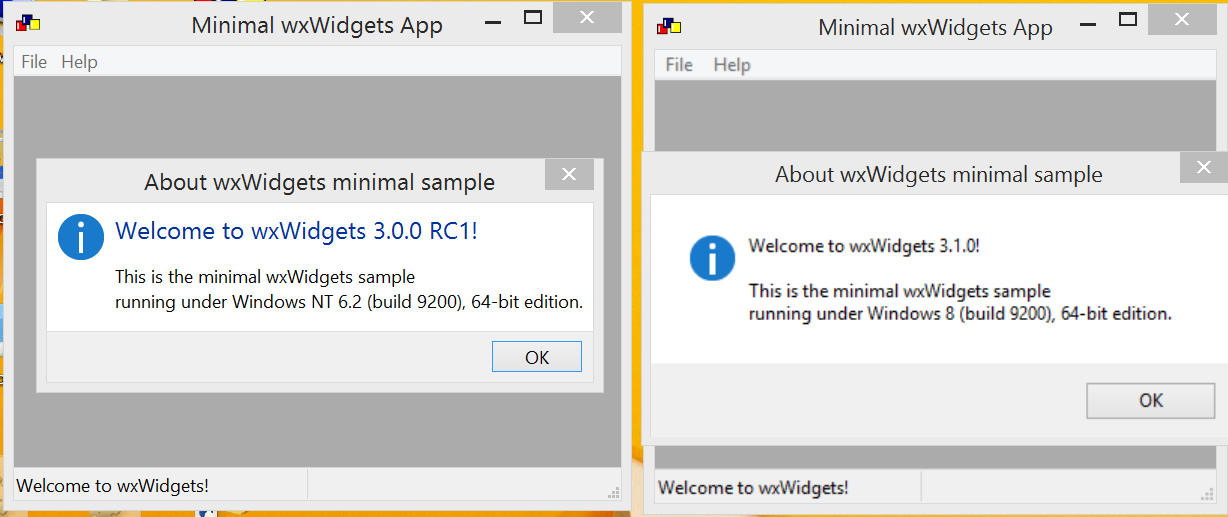 Minimal wxWidgets App
File Help
About wxWidgets minimal sample
Welcome to wxWidgets 3.0.0 RC1!
This is the minimal wxWidgets sample
running under Windows NT 6.2 (build 9200), 64-bit edition.
OK
Welcome to wxWidgets!
Minimal wxWidgets App
File Help
About wxWidgets minimal sample
Welcome to wxWidgets 3.1.0!
This is the minimal wxWidgets sample
running under Windows 8 (build 9200), 64-bit edition.
OK
Welcome to wxWidgets!